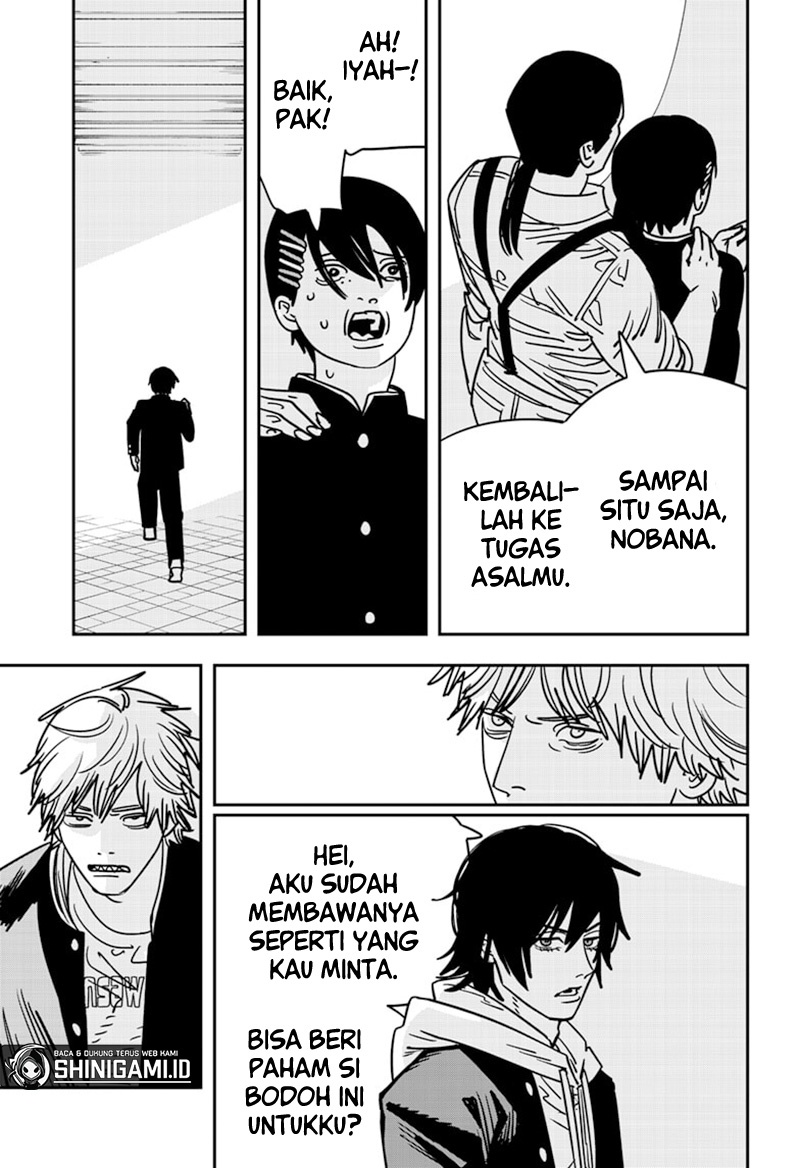 SAMPAI
SITU SAJA,
NOBANA.
KEMBALI-
LAH KE
TUGAS
ASALMU.
AH!
IYAH-!
BAIK,
PAK!
HEI,
AKU SUDAH
MEMBAWANYA
SEPERTI YANG
KAU MINTA.
BISA BERI
PAHAM SI
BODOH INI
UNTUKKU?
BACA & DUKUNG TERUS WEB KAMI
SHINIGAMI.ID